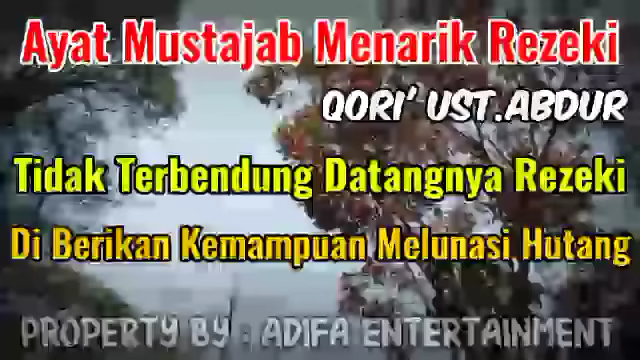 Ayat Mustajab Menarik Rezeki
QORI' UST.ABDUR
Tidak Terbendung Datangnya Rezeki
Di Berikan Kemampuan Melunasi Hutang
PROPERTY BY : ADIFA ENTERTAINMENT